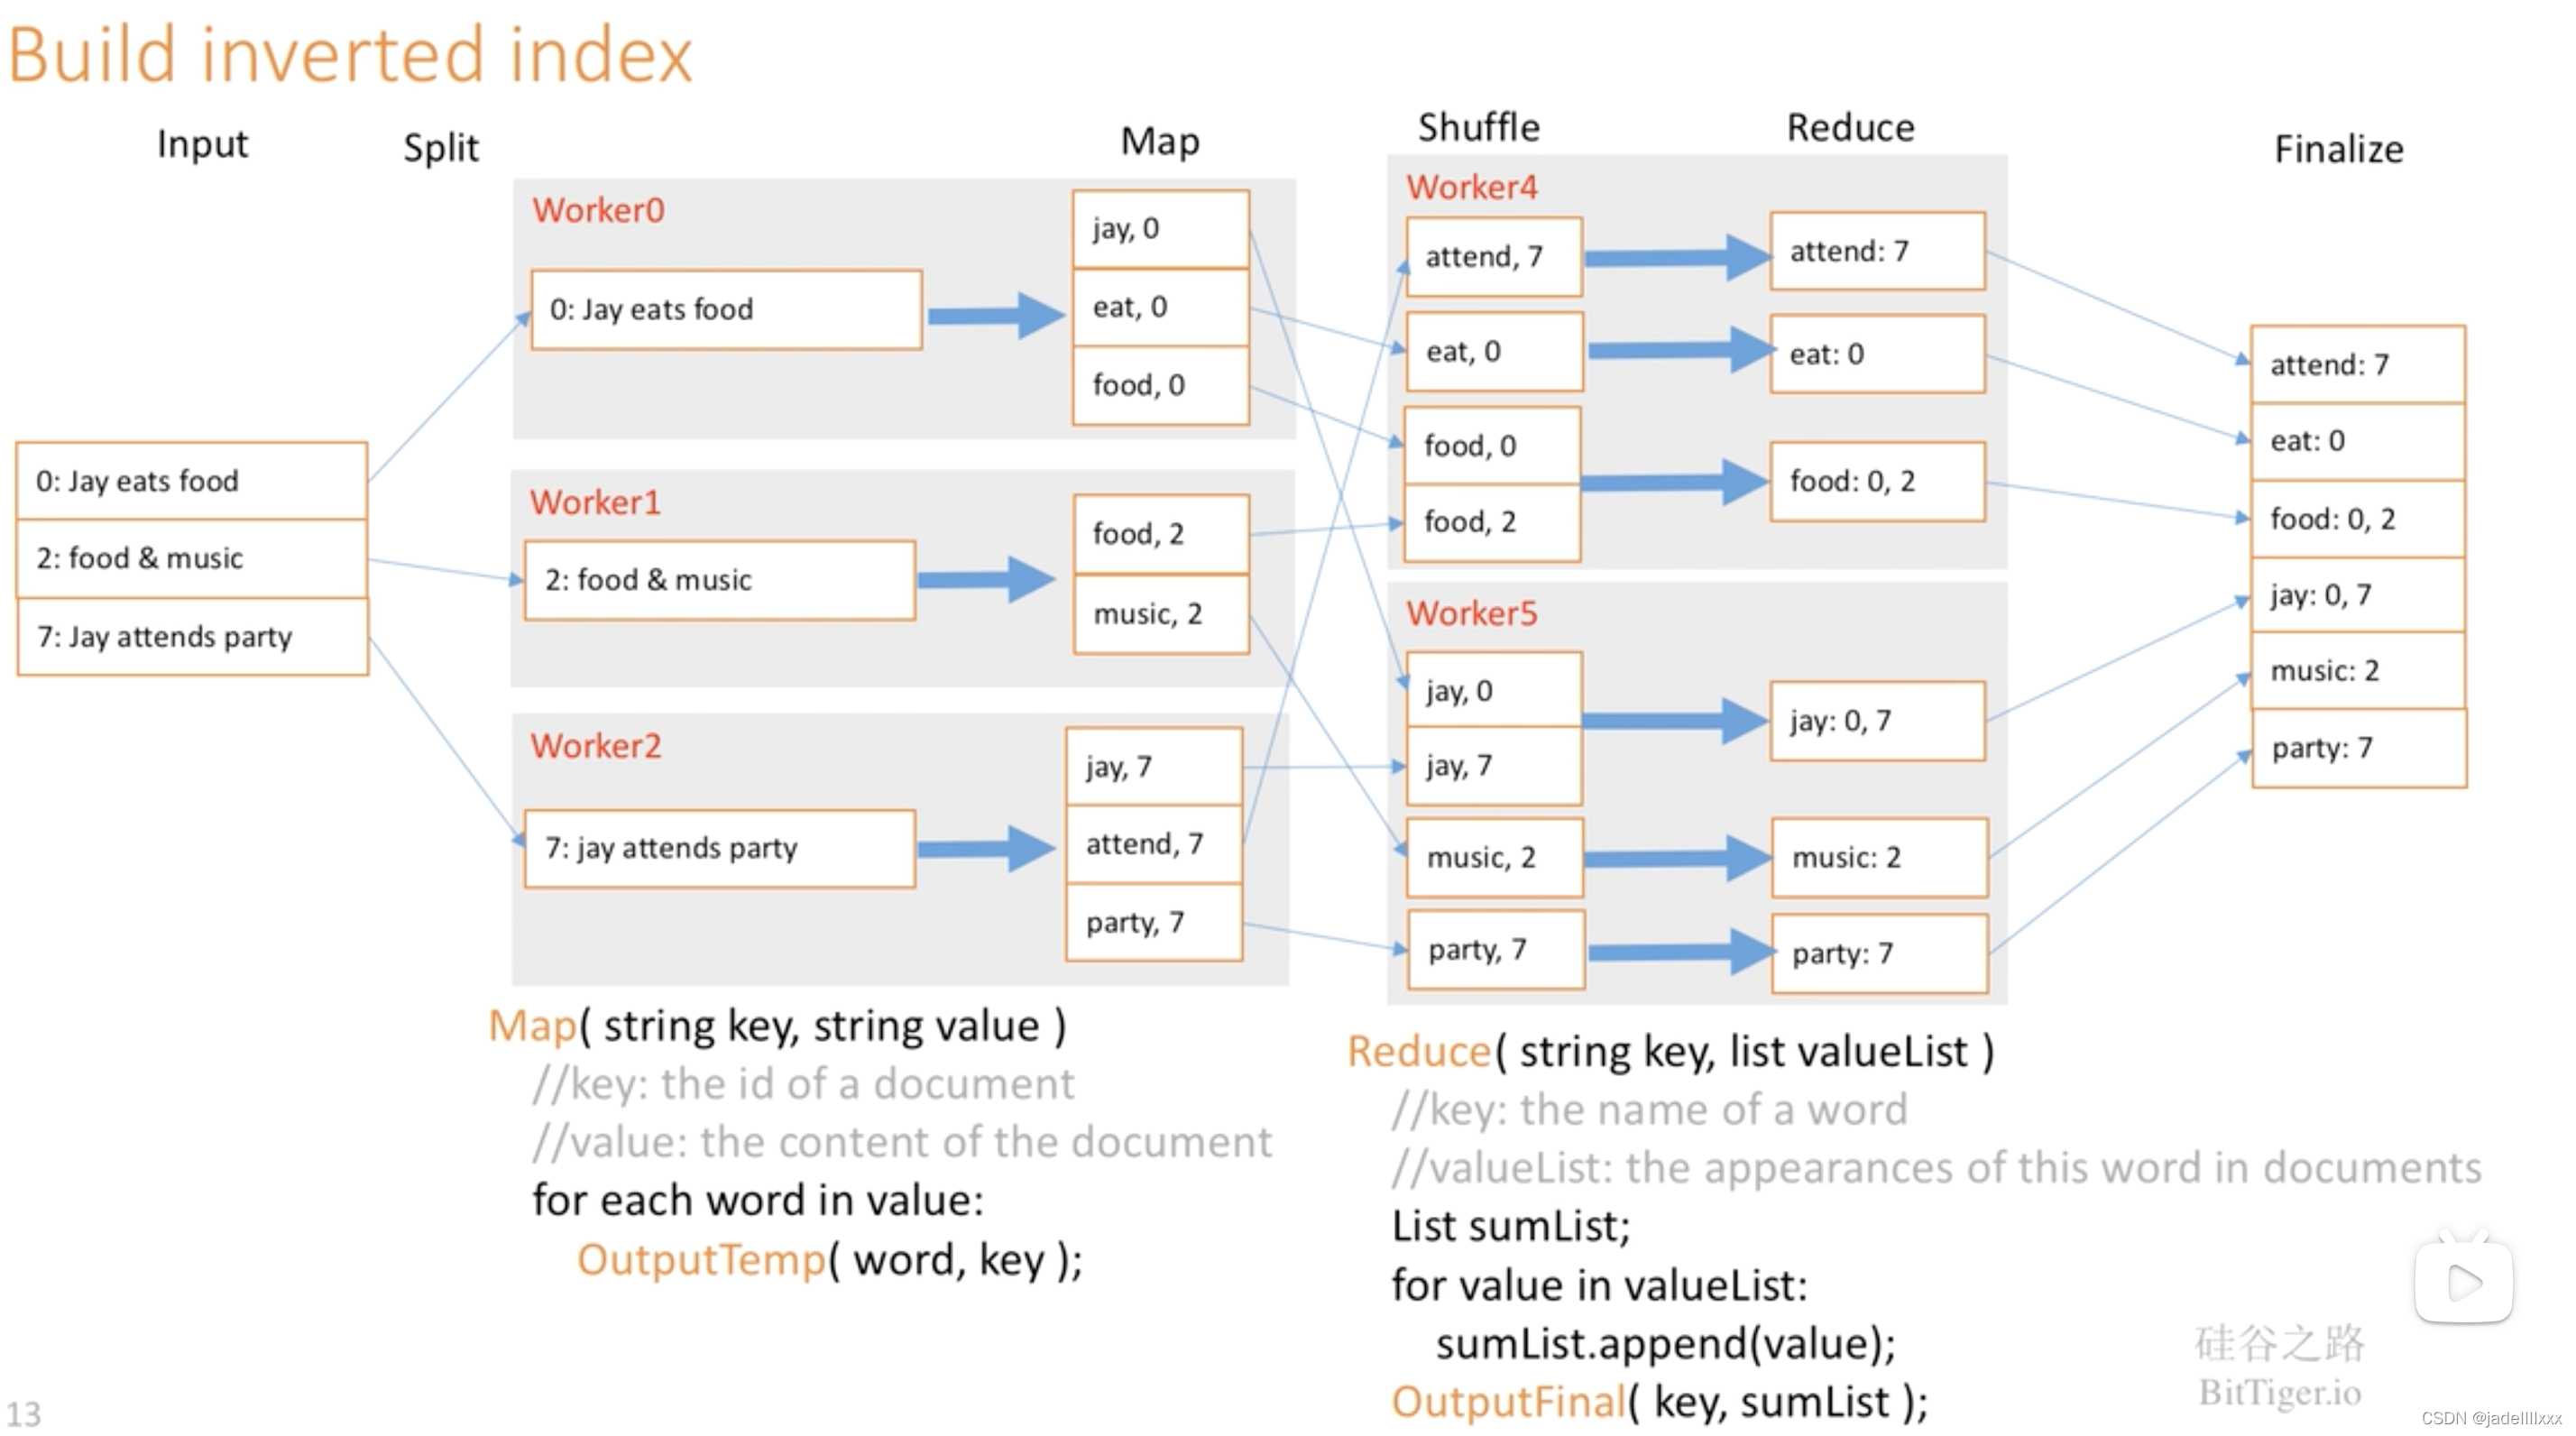 Build inverted index
Input
Split
Map
Shuffle
Reduce
Finalize
0: Jay eats food
2: food & music
7: Jay attends party
Worker0
0: Jay eats food
jay, 0
eat, 0
food, 0
Worker1
2: food & music
food, 2
music, 2
Worker2
7: jay attends party
jay, 7
attend, 7
party, 7
Worker4
attend, 7
eat, 0
food, 0
food, 2
attend: 7
eat: 0
food: 0, 2
Worker5
jay, 0
jay, 7
music, 2
party, 7
jay: 0, 7
music: 2
party: 7
attend: 7
eat: 0
food: 0, 2
jay: 0, 7
music: 2
party: 7
Map( string key, string value )
//key: the id of a document
//value: the content of the document
for each word in value:
OutputTemp( word, key );
Reduce( string key, list valueList )
//key: the name of a word
//valueList: the appearances of this word in documents
List sumList;
for value in valueList:
sumList.append(value);
OutputFinal( key, sumList );
硅谷之路
BitTiger.io
13
CSDN @jadeIIIIxxx